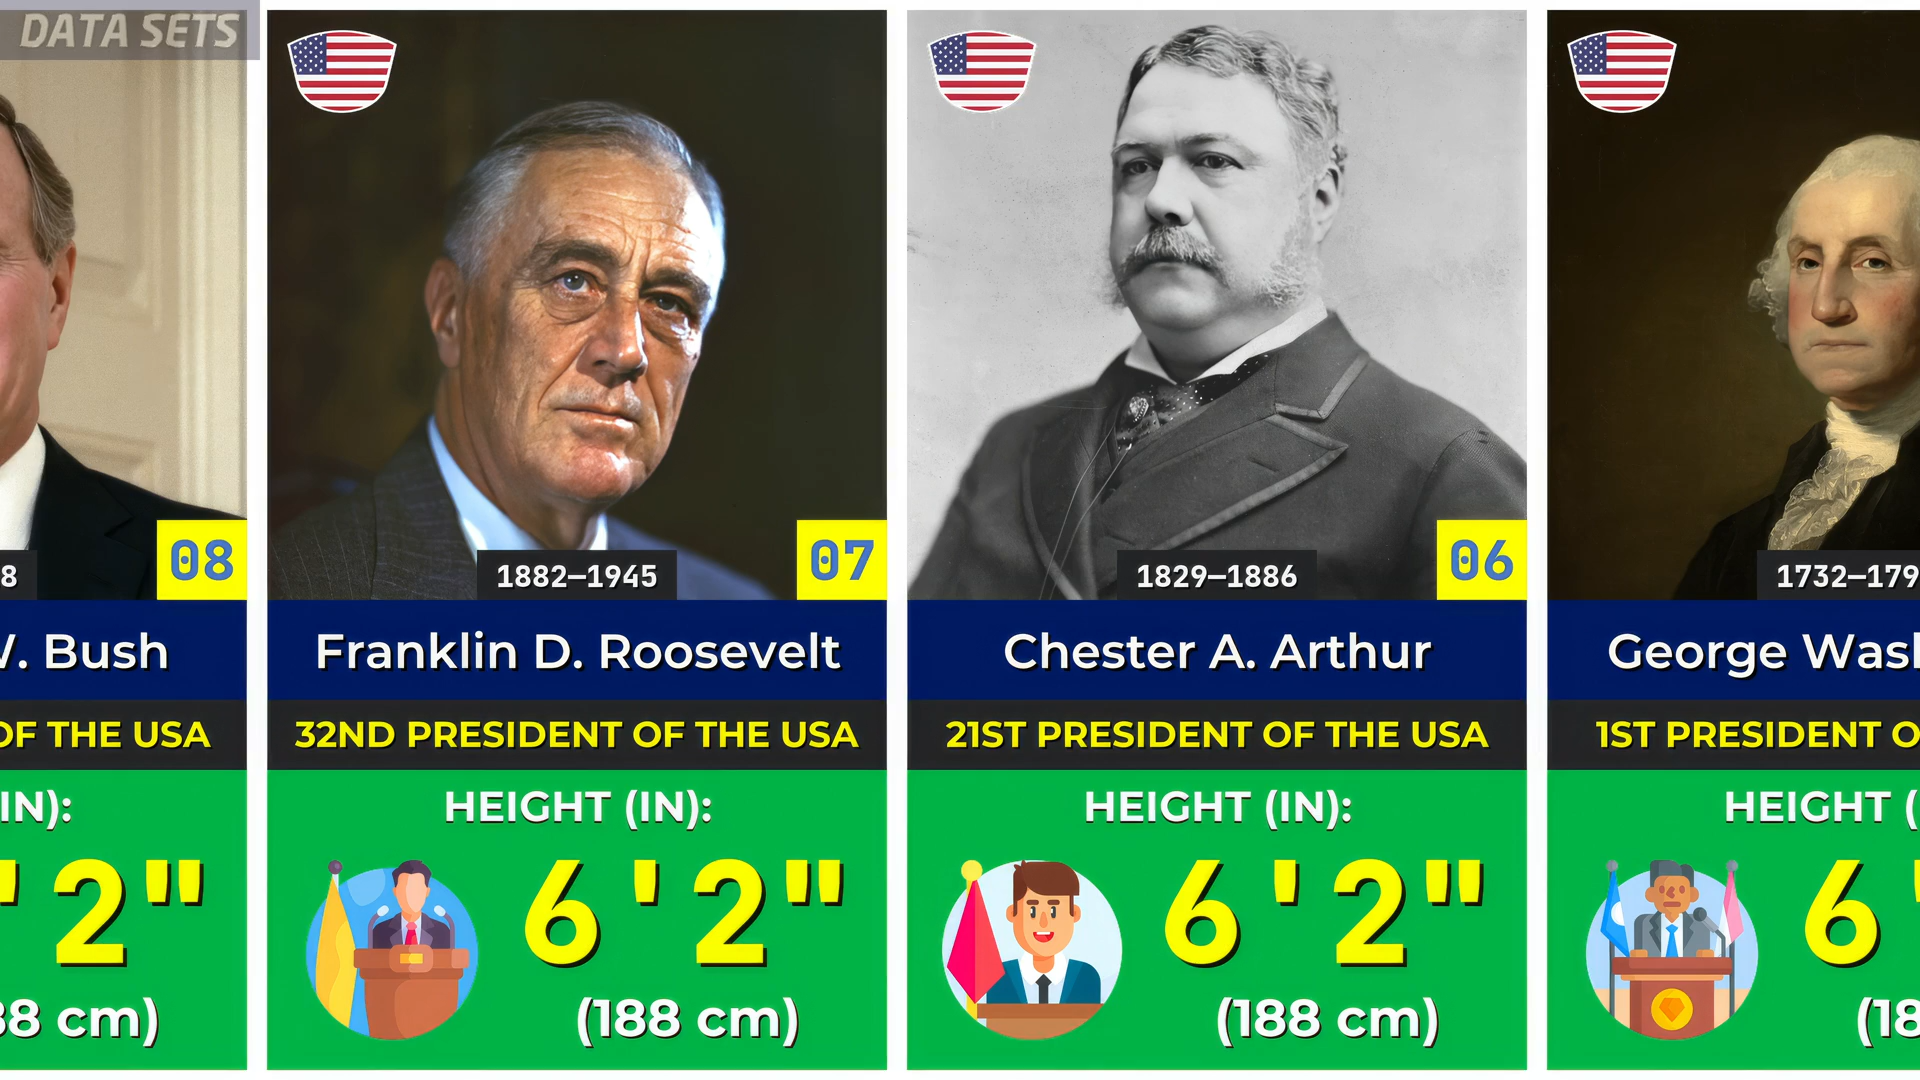 DATA SETS
8
08
W. Bush
OF THE USA
IN):
' 2"
88 cm)
1882–1945
07
Franklin D. Roosevelt
32ND PRESIDENT OF THE USA
HEIGHT (IN):
6 ' 2"
(188 cm)
1829–1886
06
Chester A. Arthur
21ST PRESIDENT OF THE USA
HEIGHT (IN):
6 ' 2"
(188 cm)
1732–179
George Wash
1ST PRESIDENT O
HEIGHT (
6 '
(18